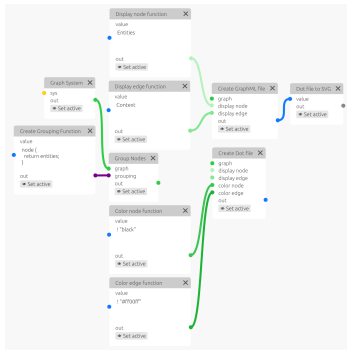 Display node function
value
Entities
out
Set active
Graph System
sys
out
Set active
Display edge function
value
Context
out
Set active
Create GraphML file
graph
display node
display edge
out
Set active
Dot file to SVG
value
out
Set active
Create Grouping Function
value
node {
return entities;
}
out
Set active
Group Nodes
graph
grouping
out
Set active
Create Dot file
graph
display node
display edge
color node
color edge
out
Set active
Color node function
value
! "black"
out
Set active
Color edge function
value
! "#f700ff"
out
Set active